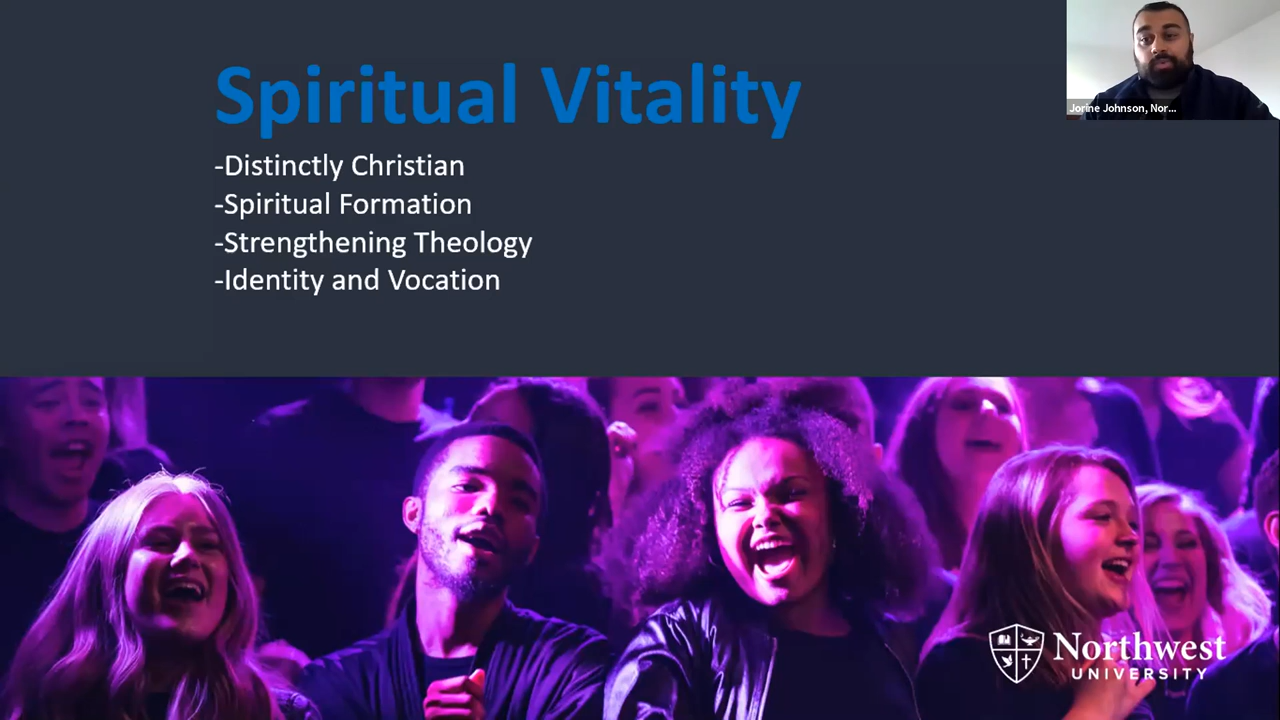 Spiritual Vitality
-Distinctly Christian
-Spiritual Formation
-Strengthening Theology
-Identity and Vocation
Jorine Johnson, Nor...
Northwest
UNIVERSITY